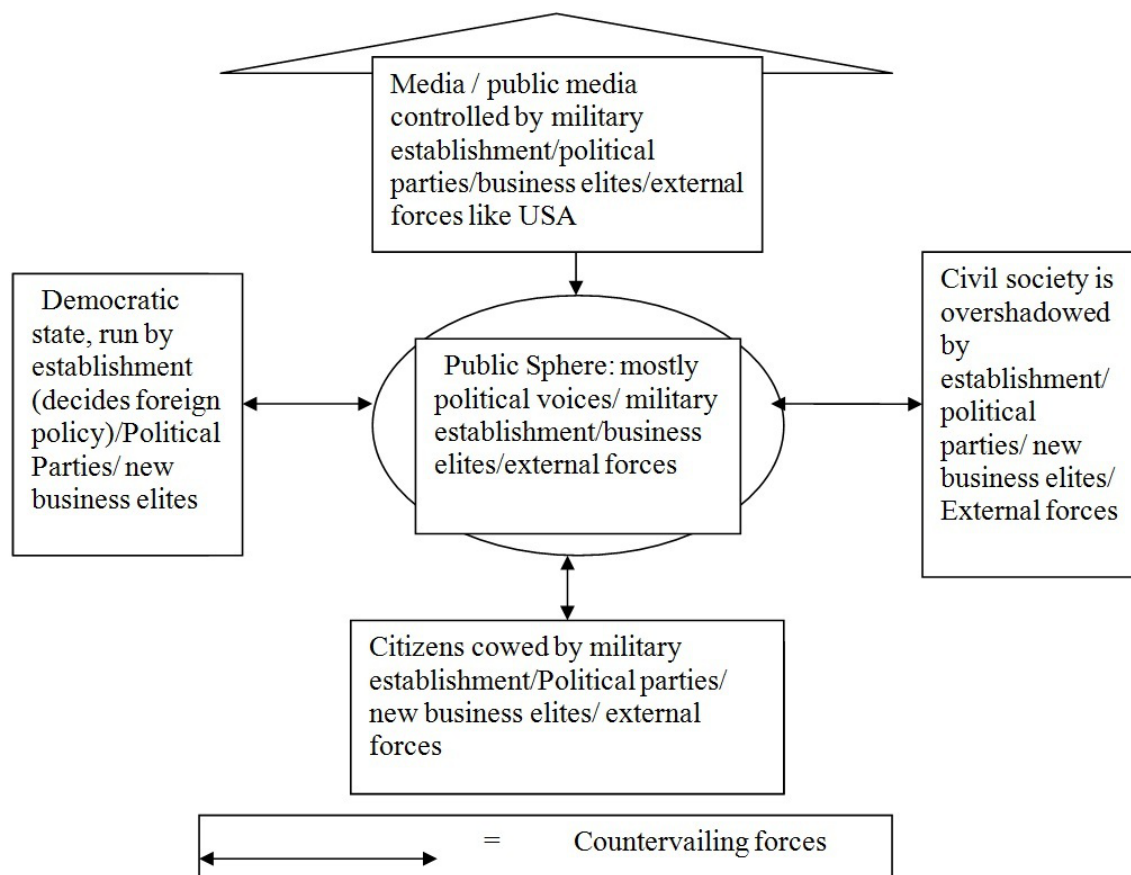 Media / public media
controlled by military
establishment/political
parties/business elites/external
forces like USA
Democratic
state, run by
establishment
(decides foreign
policy)/Political
Parties/ new
business elites
Public Sphere: mostly
political voices/ military
establishment/business
elites/external forces
Civil society is
overshadowed
by
establishment/
political
parties/ new
business elites/
External forces
Citizens cowed by military
establishment/Political parties/
new business elites/ external
forces
= Countervailing forces